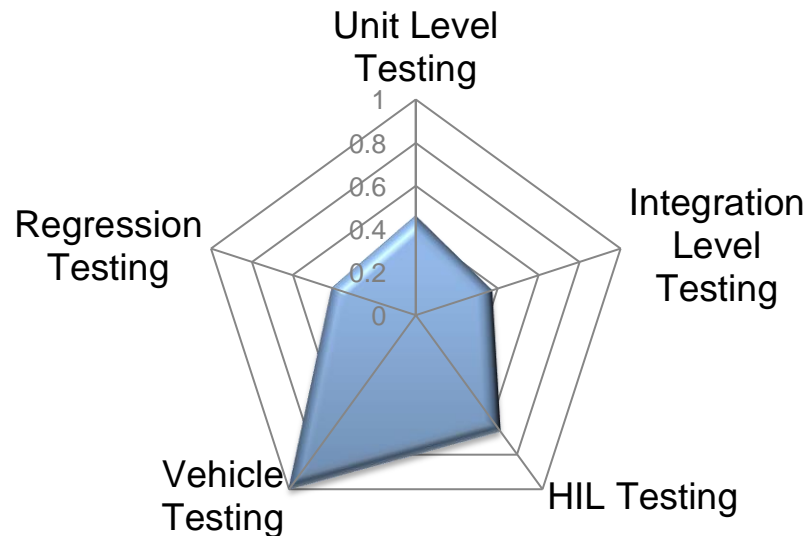 Unit Level
Testing
1
0.8
0.6
0.4
0.2
0
Integration
Level
Testing
Regression
Testing
Vehicle
Testing
HIL Testing